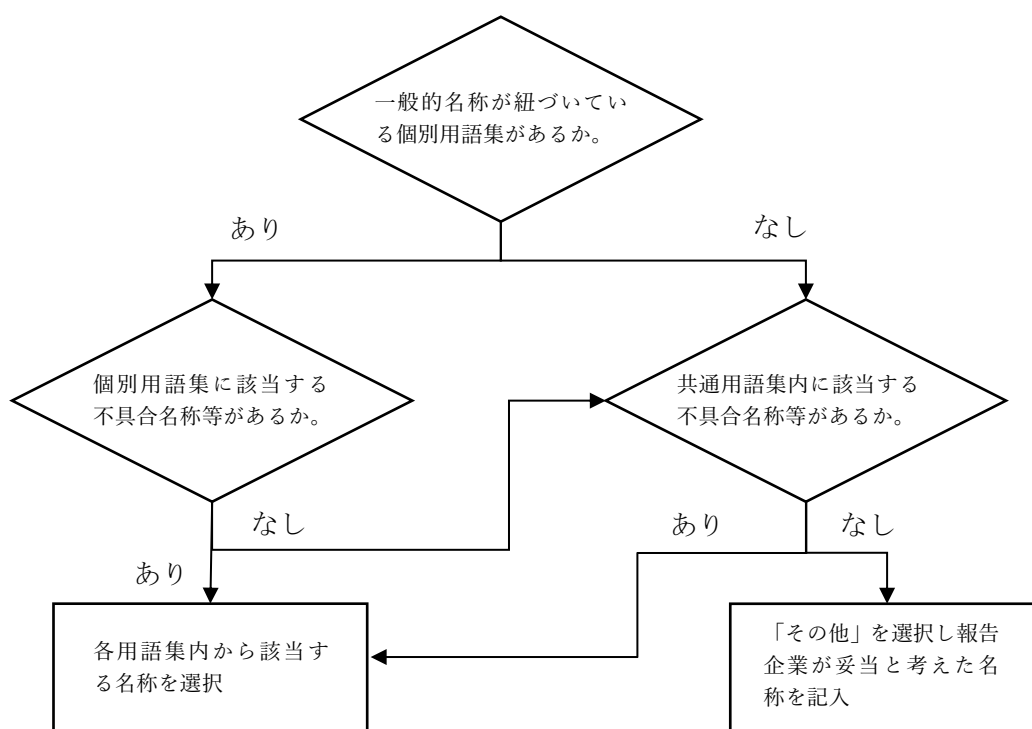 一般的名称が紐づいてい
る個別用語集があるか。
あり
なし
個別用語集に該当する
不具合名称等があるか。
共通用語集内に該当する
不具合名称等があるか。
なし
あり
あり
なし
各用語集内から該当す
る名称を選択
「その他」を選択し報告
企業が妥当と考えた名
称を記入